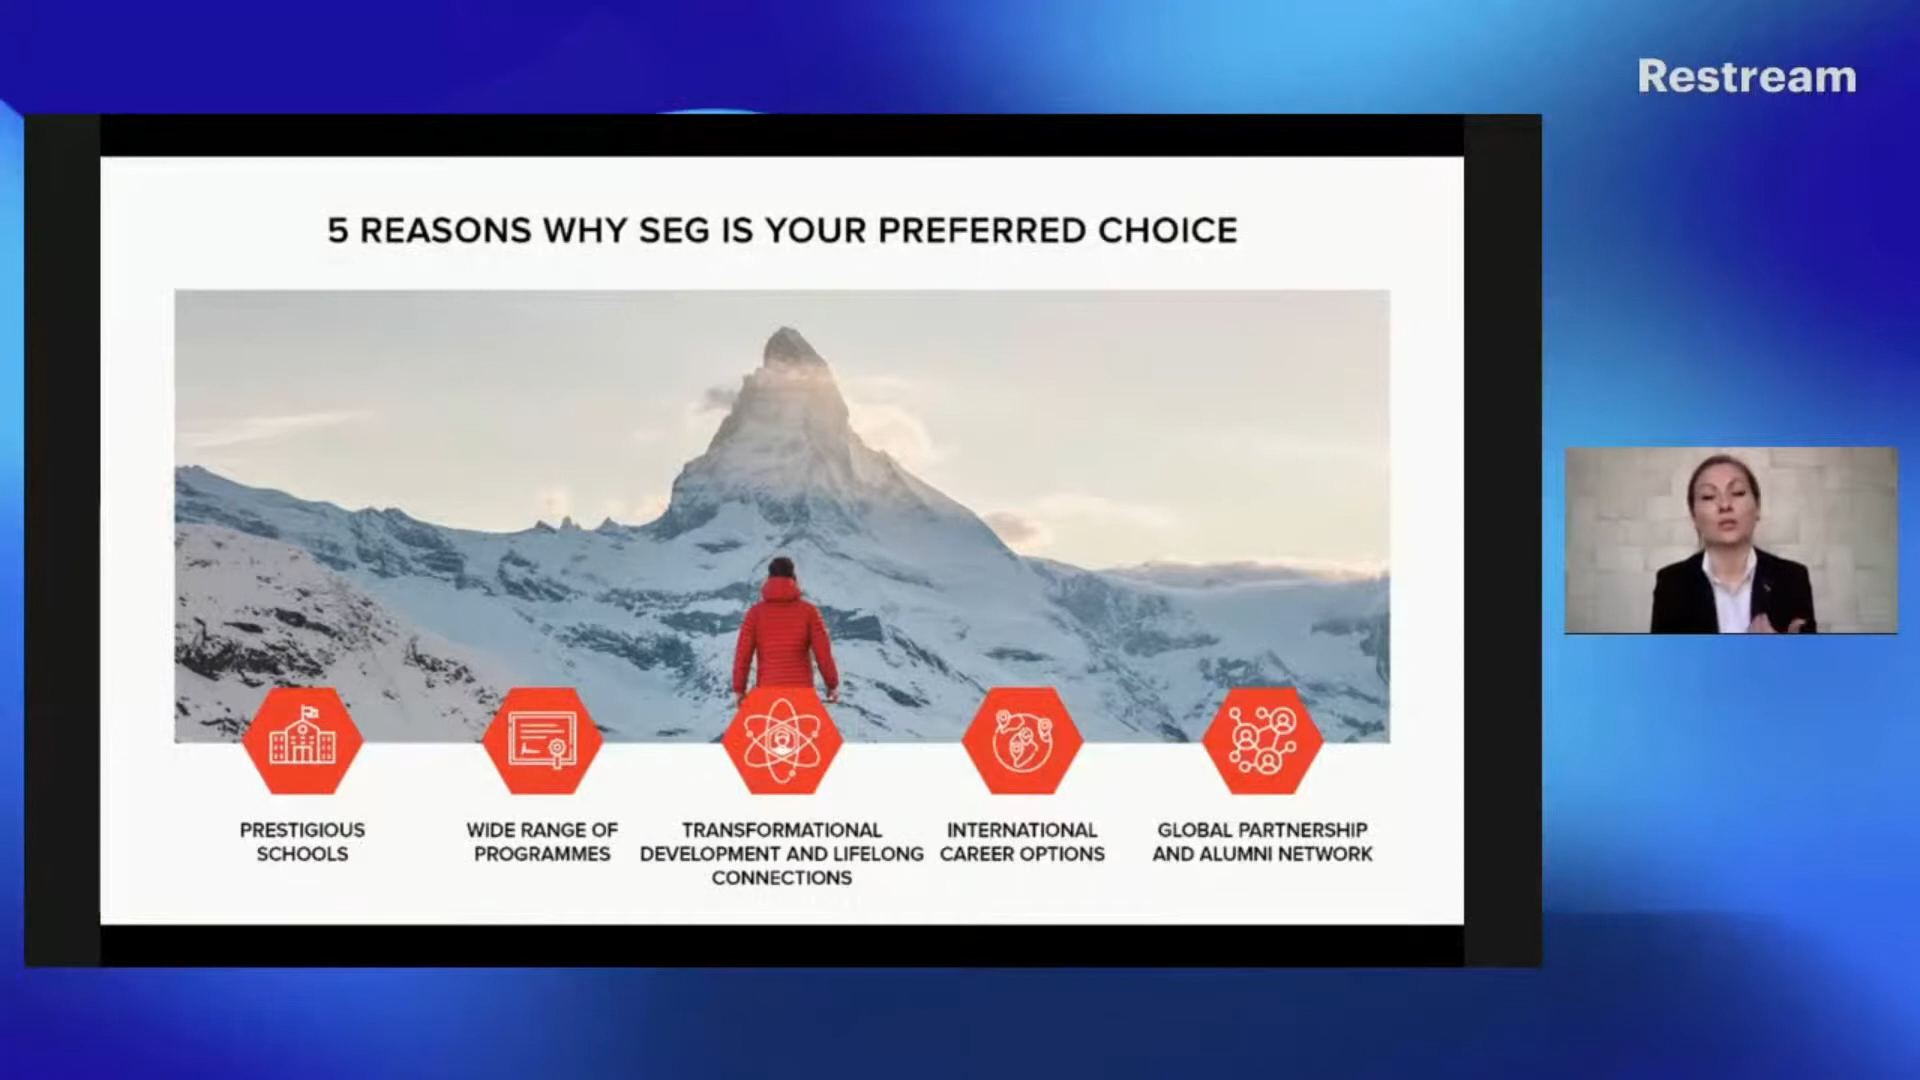 Restream
5 REASONS WHY SEG IS YOUR PREFERRED CHOICE
PRESTIGIOUS
SCHOOLS
WIDE RANGE OF
PROGRAMMES
TRANSFORMATIONAL
DEVELOPMENT AND LIFELONG
CONNECTIONS
INTERNATIONAL
CAREER OPTIONS
GLOBAL PARTNERSHIP
AND ALUMNI NETWORK